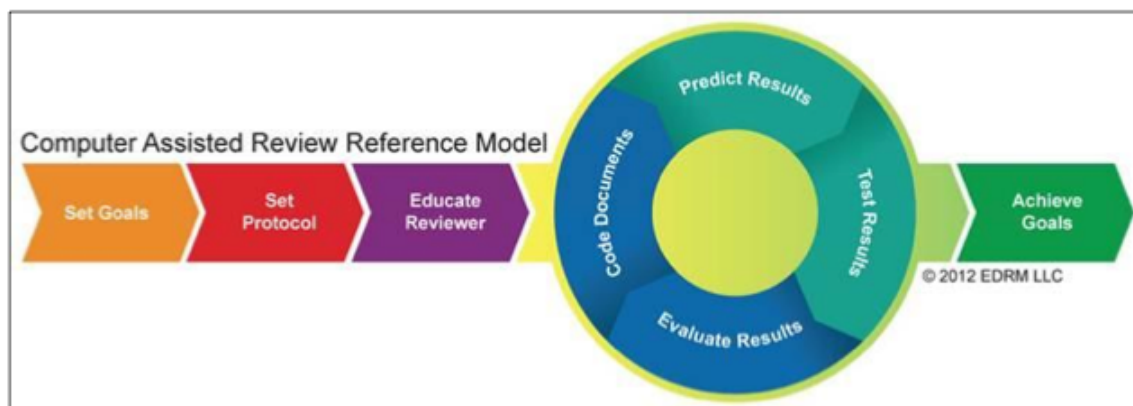 Computer Assisted Review Reference Model
Set Goals
Set
Protocol
Educate
Reviewer
Code Documents
Predict Results
Test Results
Evaluate Results
Achieve
Goals
© 2012 EDRM LLC